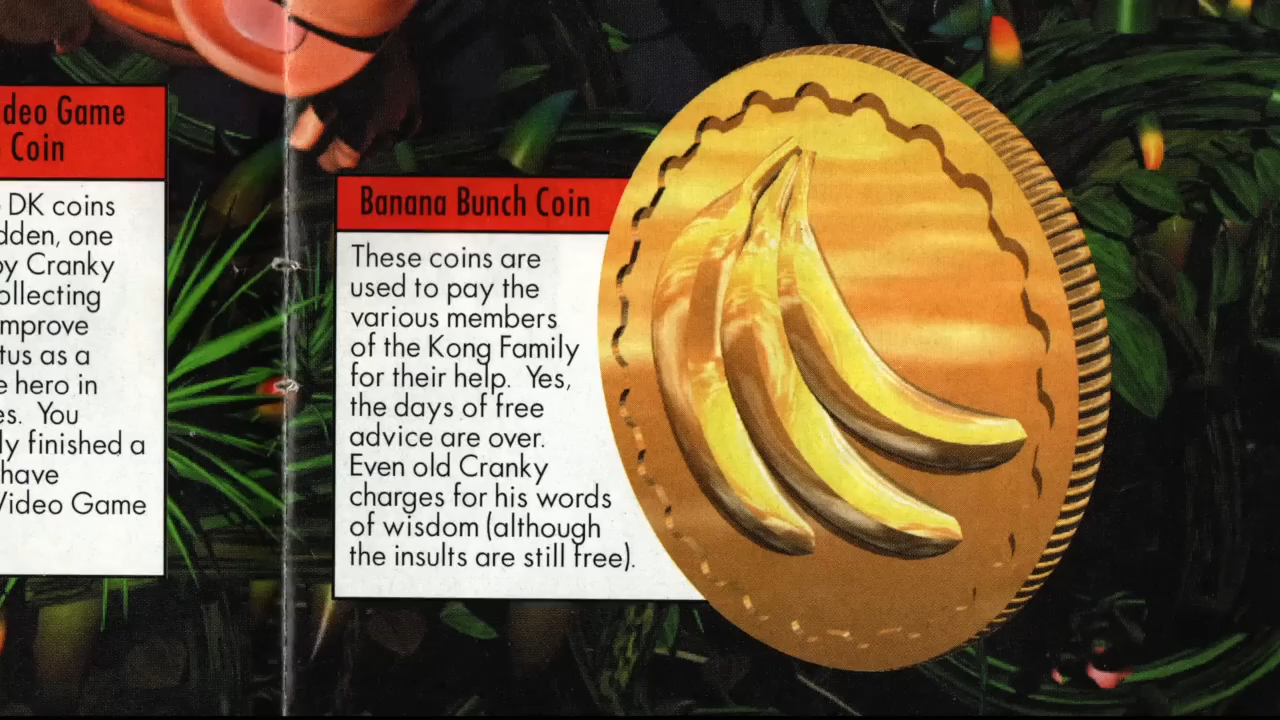 deo Game
Coin
DK coins
dden, one
by Cranky
ollecting
mprove
tus as a
e hero in
es. You
ly finished a
have
Video Game
Banana Bunch Coin
These coins are
used to pay the
various members
of the Kong Family
for their help. Yes,
the days of free
advice are over.
Even old Cranky
charges for his words
of wisdom (although
the insults are still free).